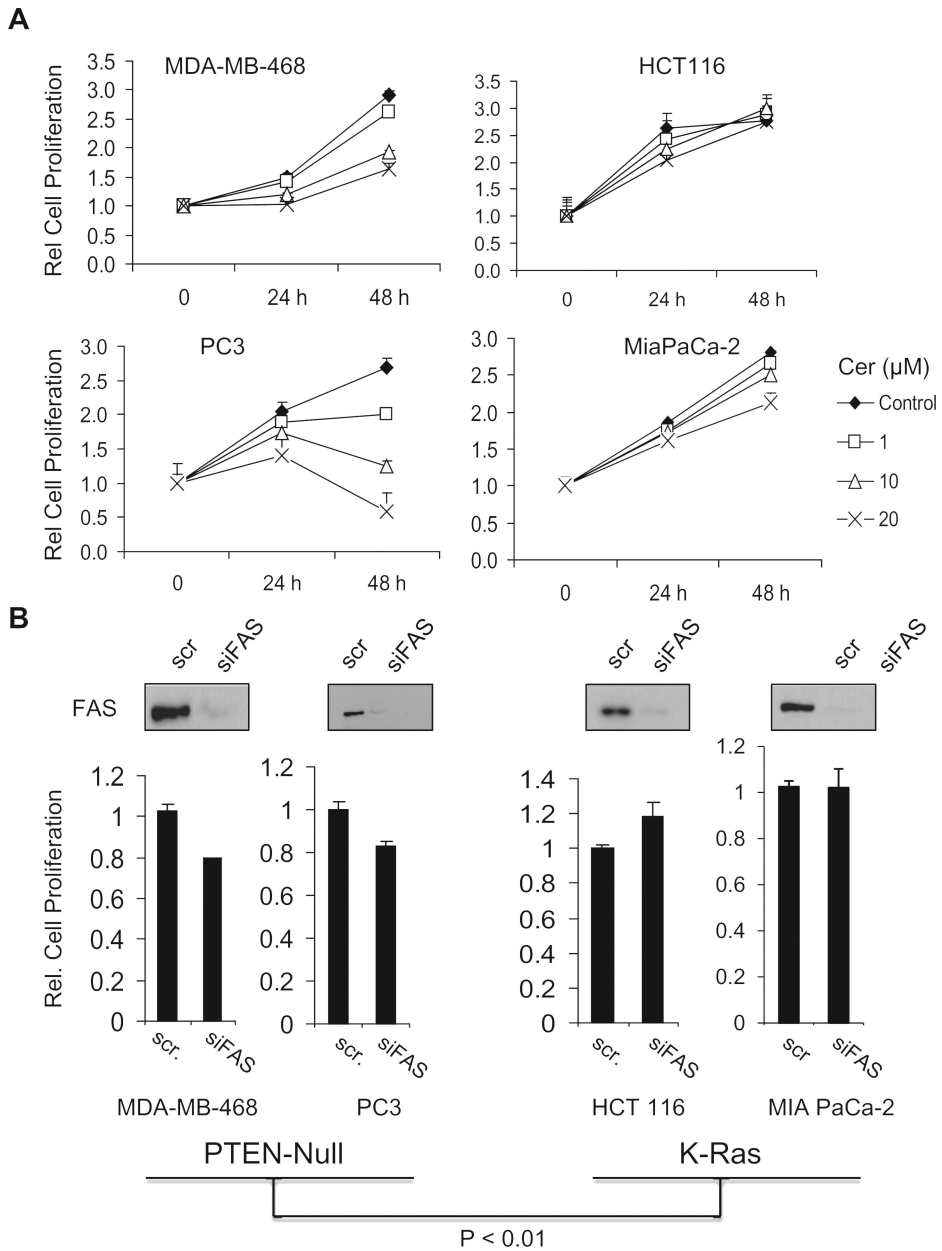 A
MDA-MB-468
Rel Cell Proliferation
3.5
3.0
2.5
2.0
1.5
1.0
0.5
0.0
0 24 h 48 h
HCT116
3.5
3.0
2.5
2.0
1.5
1.0
0.5
0.0
0 24 h 48 h
PC3
Rel Cell Proliferation
3.0
2.5
2.0
1.5
1.0
0.5
0.0
0 24 h 48 h
MiaPaCa-2
3.0
2.5
2.0
1.5
1.0
0.5
0.0
0 24 h 48 h
Cer (µM)
Control
1
10
20
B
scr siFAS
scr siFAS
scr siFAS
scr siFAS
FAS
Rel. Cell Proliferation
1.2
1
0.8
0.6
0.4
0.2
0
scr. siFAS
MDA-MB-468
1.2
1
0.8
0.6
0.4
0.2
0
scr. siFAS
PC3
1.4
1.2
1
0.8
0.6
0.4
0.2
0
scr. siFAS
HCT 116
1.2
1
0.8
0.6
0.4
0.2
0
scr siFAS
MIA PaCa-2
PTEN-Null K-Ras
P < 0.01